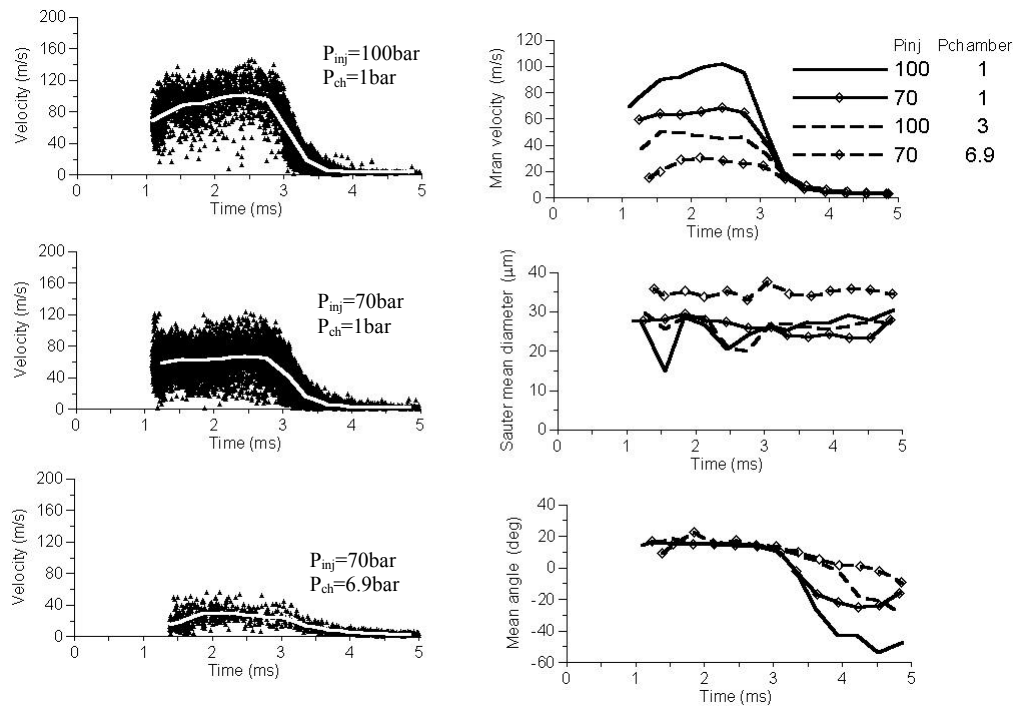 200
160
120
80
40
0
Velocity (m/s)
0 1 2 3 4 5
Time (ms)
P_inj=100bar
P_ch=1bar
200
160
120
80
40
0
Velocity (m/s)
0 1 2 3 4 5
Time (ms)
P_inj=70bar
P_ch=1bar
200
160
120
80
40
0
Velocity (m/s)
0 1 2 3 4 5
Time (ms)
P_inj=70bar
P_ch=6.9bar
120
100
80
60
40
20
0
Mran velocity (m/s)
0 1 2 3 4 5
Time (ms)
Pinj Pchamber
100 1
70 1
100 3
70 6.9
40
30
20
10
0
Sauter mean diameter (μm)
0 1 2 3 4 5
Time (ms)
40
20
0
-20
-40
-60
Mean angle (deg)
0 1 2 3 4 5
Time (ms)